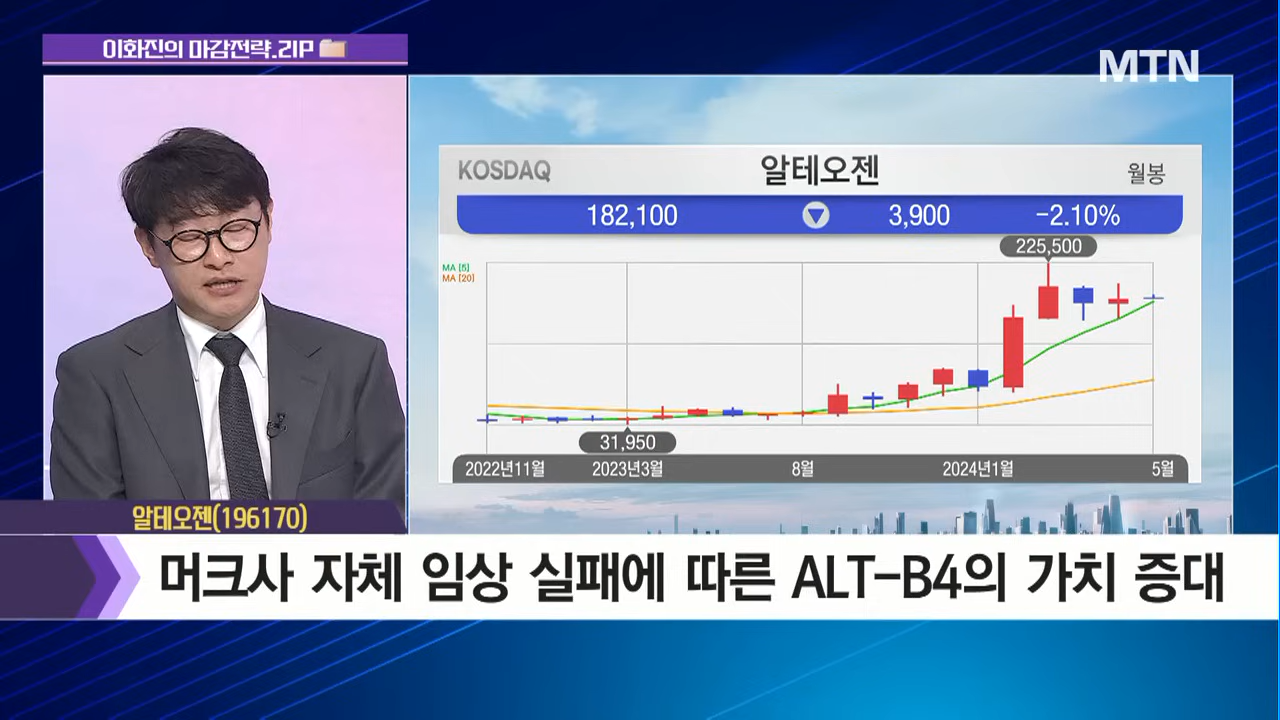 이화진의 마감전략.ZIP
MTN
KOSDAQ 알테오젠 월봉
182,100 ▼ 3,900 -2.10%
225,500
MA [5]
MA [20]
31,950
2022년11월 2023년3월 8월 2024년1월 5월
알테오젠(196170)
머크사 자체 임상 실패에 따른 ALT-B4의 가치 증대